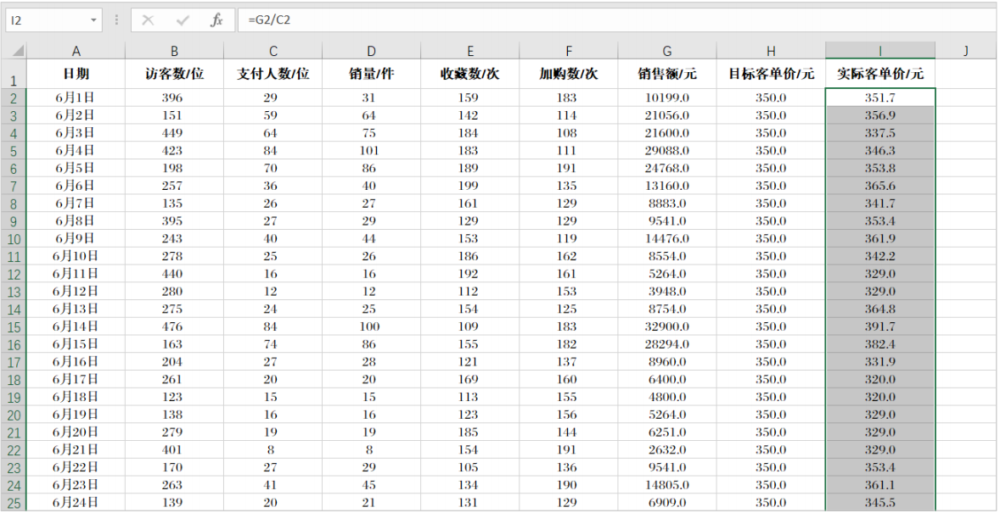 I2 fx =G2/C2
A B C D E F G H I J
1 日期 访客数/位 支付人数/位 销量/件 收藏数/次 加购数/次 销售额/元 目标客单价/元 实际客单价/元
2 6月1日 396 29 31 159 183 10199.0 350.0 351.7
3 6月2日 151 59 64 142 114 21056.0 350.0 356.9
4 6月3日 449 64 75 184 108 21600.0 350.0 337.5
5 6月4日 423 84 101 183 111 29088.0 350.0 346.3
6 6月5日 198 70 86 189 191 24768.0 350.0 353.8
7 6月6日 257 36 40 199 135 13160.0 350.0 365.6
8 6月7日 135 26 27 161 129 8883.0 350.0 341.7
9 6月8日 395 27 29 129 129 9541.0 350.0 353.4
10 6月9日 243 40 44 153 119 14476.0 350.0 361.9
11 6月10日 278 25 26 186 162 8554.0 350.0 342.2
12 6月11日 440 16 16 192 161 5264.0 350.0 329.0
13 6月12日 280 12 12 112 153 3948.0 350.0 329.0
14 6月13日 275 24 25 154 125 8754.0 350.0 364.8
15 6月14日 476 84 100 109 183 32900.0 350.0 391.7
16 6月15日 163 74 86 155 182 28294.0 350.0 382.4
17 6月16日 204 27 28 121 137 8960.0 350.0 331.9
18 6月17日 261 20 20 169 160 6400.0 350.0 320.0
19 6月18日 123 15 15 113 155 4800.0 350.0 320.0
20 6月19日 138 16 16 123 156 5264.0 350.0 329.0
21 6月20日 279 19 19 185 144 6251.0 350.0 329.0
22 6月21日 401 8 8 154 191 2632.0 350.0 329.0
23 6月22日 170 27 29 105 136 9541.0 350.0 353.4
24 6月23日 263 41 45 134 190 14805.0 350.0 361.1
25 6月24日 139 20 21 131 129 6909.0 350.0 345.5